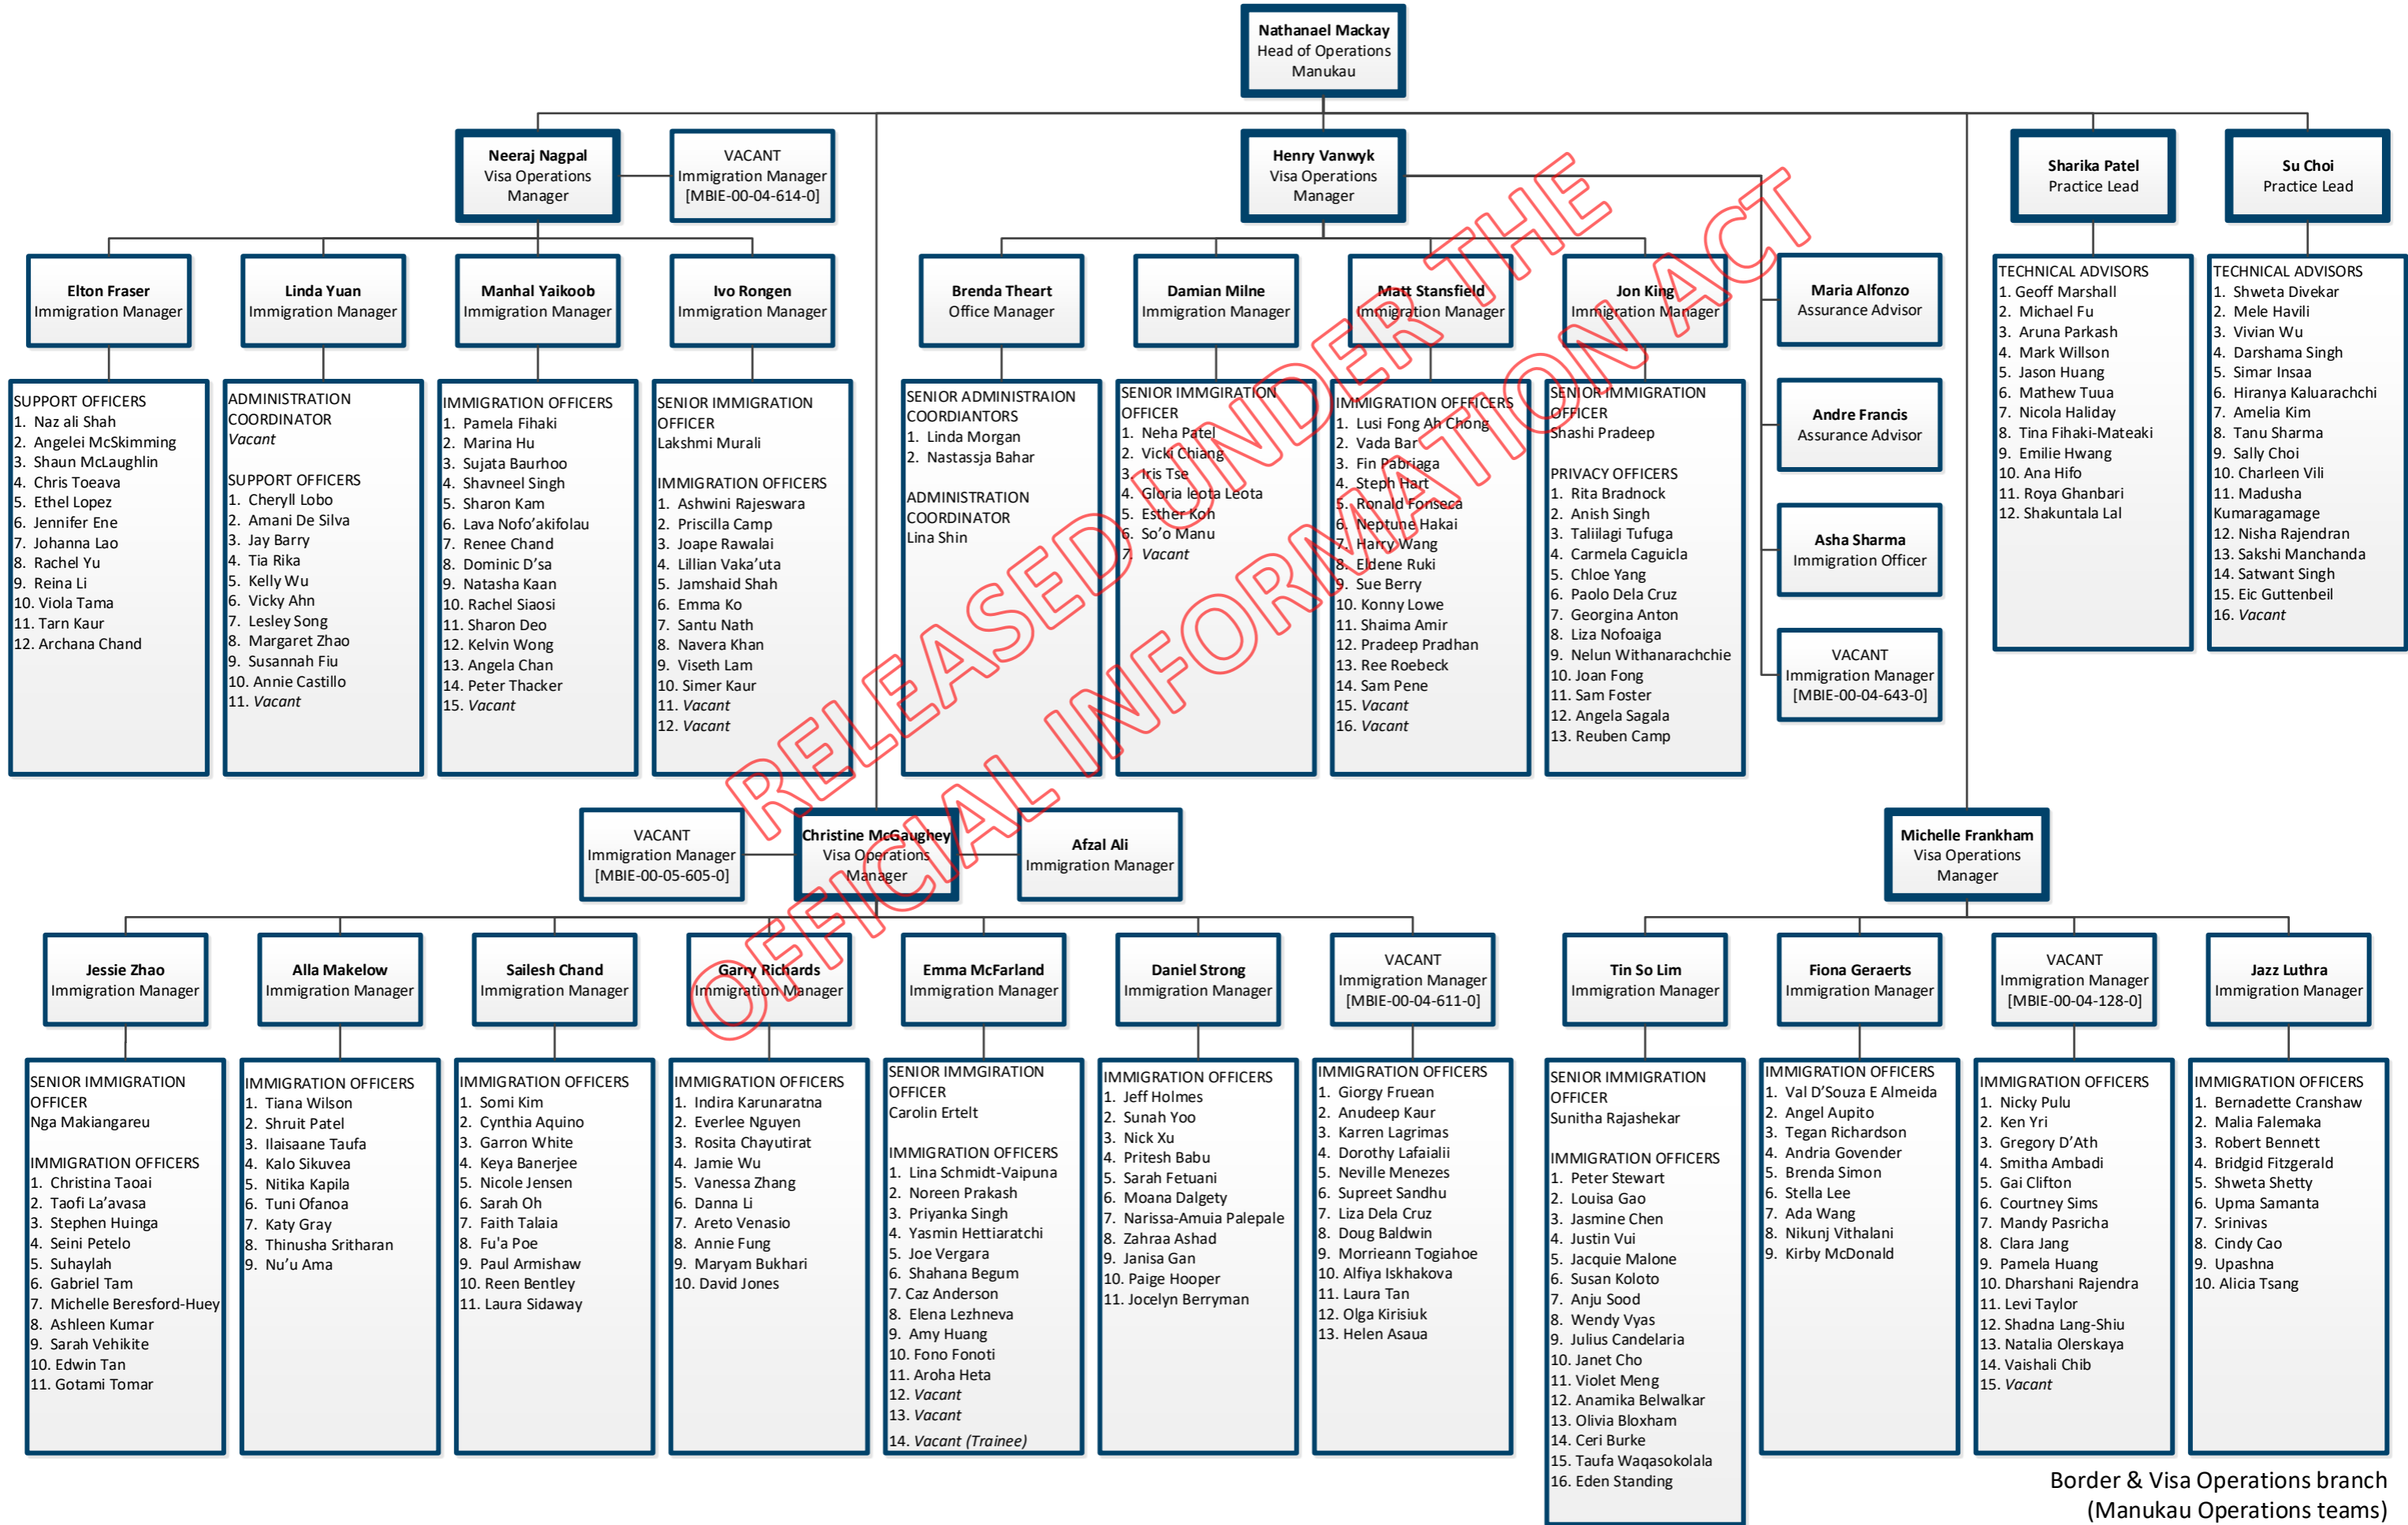 Nathanael Mackay
Head of Operations
Manukau
Neeraj Nagpal
Visa Operations
Manager
VACANT
Immigration Manager
[MBIE-00-04-614-0]
Henry Vanwyk
Visa Operations
Manager
Sharika Patel
Practice Lead
Su Choi
Practice Lead
Elton Fraser
Immigration Manager
Linda Yuan
Immigration Manager
Manhal Yaikoob
Immigration Manager
Ivo Rongen
Immigration Manager
Brenda Theart
Office Manager
Damian Milne
Immigration Manager
Matt Stansfield
Immigration Manager
Jon King
Immigration Manager
Maria Alfonzo
Assurance Advisor
Andre Francis
Assurance Advisor
Asha Sharma
Immigration Officer
VACANT
Immigration Manager
[MBIE-00-04-643-0]
SUPPORT OFFICERS
1. Naz ali Shah
2. Angelei McSkimming
3. Shaun McLaughlin
4. Chris Toeava
5. Ethel Lopez
6. Jennifer Ene
7. Johanna Lao
8. Rachel Yu
9. Reina Li
10. Viola Tama
11. Tarn Kaur
12. Archana Chand
ADMINISTRATION
COORDINATOR
Vacant
SUPPORT OFFICERS
1. Cheryll Lobo
2. Amani De Silva
3. Jay Barry
4. Tia Rika
5. Kelly Wu
6. Vicky Ahn
7. Lesley Song
8. Margaret Zhao
9. Susannah Fiu
10. Annie Castillo
11. Vacant
IMMIGRATION OFFICERS
1. Pamela Fihaki
2. Marina Hu
3. Sujata Baurhoo
4. Shavneel Singh
5. Sharon Kam
6. Lava Nofo'akifolau
7. Renee Chand
8. Dominic D'sa
9. Natasha Kaan
10. Rachel Siaosi
11. Sharon Deo
12. Kelvin Wong
13. Angela Chan
14. Peter Thacker
15. Vacant
SENIOR IMMIGRATION
OFFICER
Lakshmi Murali
IMMIGRATION OFFICERS
1. Ashwini Rajeswara
2. Priscilla Camp
3. Joape Rawalai
4. Lillian Vaka'uta
5. Jamshaid Shah
6. Emma Ko
7. Santu Nath
8. Navera Khan
9. Viseth Lam
10. Simer Kaur
11. Vacant
12. Vacant
SENIOR ADMINISTRAION
COORDIANTORS
1. Linda Morgan
2. Nastassja Bahar
ADMINISTRATION
COORDINATOR
Lina Shin
SENIOR IMMGIRATION
OFFICER
1. Neha Patel
2. Vicki Chiang
3. Iris Tse
4. Gloria leota Leota
5. Esther Koh
6. So'o Manu
7. Vacant
IMMIGRATION OFFFICERS
1. Lusi Fong Ah Chong
2. Vada Bar
3. Fin Pabriaga
4. Steph Hart
5. Ronald Fonseca
6. Neptune Hakai
7. Harry Wang
8. Eldene Ruki
9. Sue Berry
10. Konny Lowe
11. Shaima Amir
12. Pradeep Pradhan
13. Ree Roebeck
14. Sam Pene
15. Vacant
16. Vacant
SENIOR IMMIGRATION
OFFICER
Shashi Pradeep
PRIVACY OFFICERS
1. Rita Bradnock
2. Anish Singh
3. Taliilagi Tufuga
4. Carmela Caguicla
5. Chloe Yang
6. Paolo Dela Cruz
7. Georgina Anton
8. Liza Nofoaiga
9. Nelun Withanarachchie
10. Joan Fong
11. Sam Foster
12. Angela Sagala
13. Reuben Camp
TECHNICAL ADVISORS
1. Geoff Marshall
2. Michael Fu
3. Aruna Parkash
4. Mark Willson
5. Jason Huang
6. Mathew Tuua
7. Nicola Haliday
8. Tina Fihaki-Mateaki
9. Emilie Hwang
10. Ana Hifo
11. Roya Ghanbari
12. Shakuntala Lal
TECHNICAL ADVISORS
1. Shweta Divekar
2. Mele Havili
3. Vivian Wu
4. Darshama Singh
5. Simar Insaa
6. Hiranya Kaluarachchi
7. Amelia Kim
8. Tanu Sharma
9. Sally Choi
10. Charleen Vili
11. Madusha
Kumaragamage
12. Nisha Rajendran
13. Sakshi Manchanda
14. Satwant Singh
15. Eic Guttenbeil
16. Vacant
RELEASED UNDER THE
OFFICIAL INFORMATION ACT
VACANT
Immigration Manager
[MBIE-00-05-605-0]
Christine McGaughey
Visa Operations
Manager
Afzal Ali
Immigration Manager
Michelle Frankham
Visa Operations
Manager
Jessie Zhao
Immigration Manager
Alla Makelow
Immigration Manager
Sailesh Chand
Immigration Manager
Garry Richards
Immigration Manager
Emma McFarland
Immigration Manager
Daniel Strong
Immigration Manager
VACANT
Immigration Manager
[MBIE-00-04-611-0]
Tin So Lim
Immigration Manager
Fiona Geraerts
Immigration Manager
VACANT
Immigration Manager
[MBIE-00-04-128-0]
Jazz Luthra
Immigration Manager
SENIOR IMMIGRATION
OFFICER
Nga Makiangareu
IMMIGRATION OFFICERS
1. Christina Taoai
2. Taofi La'avasa
3. Stephen Huinga
4. Seini Petelo
5. Suhaylah
6. Gabriel Tam
7. Michelle Beresford-Huey
8. Ashleen Kumar
9. Sarah Vehikite
10. Edwin Tan
11. Gotami Tomar
IMMIGRATION OFFICERS
1. Tiana Wilson
2. Shruit Patel
3. Ilaisaane Taufa
4. Kalo Sikuvea
5. Nitika Kapila
6. Tuni Ofanoa
7. Katy Gray
8. Thinusha Sritharan
9. Nu'u Ama
IMMIGRATION OFFICERS
1. Somi Kim
2. Cynthia Aquino
3. Garron White
4. Keya Banerjee
5. Nicole Jensen
6. Sarah Oh
7. Faith Talaia
8. Fu'a Poe
9. Paul Armishaw
10. Reen Bentley
11. Laura Sidaway
IMMIGRATION OFFICERS
1. Indira Karunaratna
2. Everlee Nguyen
3. Rosita Chayutirat
4. Jamie Wu
5. Vanessa Zhang
6. Danna Li
7. Areto Venasio
8. Annie Fung
9. Maryam Bukhari
10. David Jones
SENIOR IMMGIRATION
OFFICER
Carolin Ertelt
IMMIGRATION OFFICERS
1. Lina Schmidt-Vaipuna
2. Noreen Prakash
3. Priyanka Singh
4. Yasmin Hettiaratchi
5. Joe Vergara
6. Shahana Begum
7. Caz Anderson
8. Elena Lezhneva
9. Amy Huang
10. Fono Fonoti
11. Aroha Heta
12. Vacant
13. Vacant
14. Vacant (Trainee)
IMMIGRATION OFFICERS
1. Jeff Holmes
2. Sunah Yoo
3. Nick Xu
4. Pritesh Babu
5. Sarah Fetuani
6. Moana Dalgety
7. Narissa-Amuia Palepale
8. Zahraa Ashad
9. Janisa Gan
10. Paige Hooper
11. Jocelyn Berryman
IMMIGRATION OFFICERS
1. Giorgy Fruean
2. Anudeep Kaur
3. Karren Lagrimas
4. Dorothy Lafaialii
5. Neville Menezes
6. Supreet Sandhu
7. Liza Dela Cruz
8. Doug Baldwin
9. Morrieann Togiahoe
10. Alfiya Iskhakova
11. Laura Tan
12. Olga Kirisiuk
13. Helen Asaua
SENIOR IMMIGRATION
OFFICER
Sunitha Rajashekar
IMMIGRATION OFFICERS
1. Peter Stewart
2. Louisa Gao
3. Jasmine Chen
4. Justin Vui
5. Jacquie Malone
6. Susan Koloto
7. Anju Sood
8. Wendy Vyas
9. Julius Candelaria
10. Janet Cho
11. Violet Meng
12. Anamika Belwalkar
13. Olivia Bloxham
14. Ceri Burke
15. Taufa Waqasokolala
16. Eden Standing
IMMIGRATION OFFICERS
1. Val D'Souza E Almeida
2. Angel Aupito
3. Tegan Richardson
4. Andria Govender
5. Brenda Simon
6. Stella Lee
7. Ada Wang
8. Nikunj Vithalani
9. Kirby McDonald
IMMIGRATION OFFICERS
1. Nicky Pulu
2. Ken Yri
3. Gregory D'Ath
4. Smitha Ambadi
5. Gai Clifton
6. Courtney Sims
7. Mandy Pasricha
8. Clara Jang
9. Pamela Huang
10. Dharshani Rajendra
11. Levi Taylor
12. Shadna Lang-Shiu
13. Natalia Olerskaya
14. Vaishali Chib
15. Vacant
IMMIGRATION OFFICERS
1. Bernadette Cranshaw
2. Malia Falemaka
3. Robert Bennett
4. Bridgid Fitzgerald
5. Shweta Shetty
6. Upma Samanta
7. Srinivas
8. Cindy Cao
9. Upashna
10. Alicia Tsang
Border & Visa Operations branch
(Manukau Operations teams)